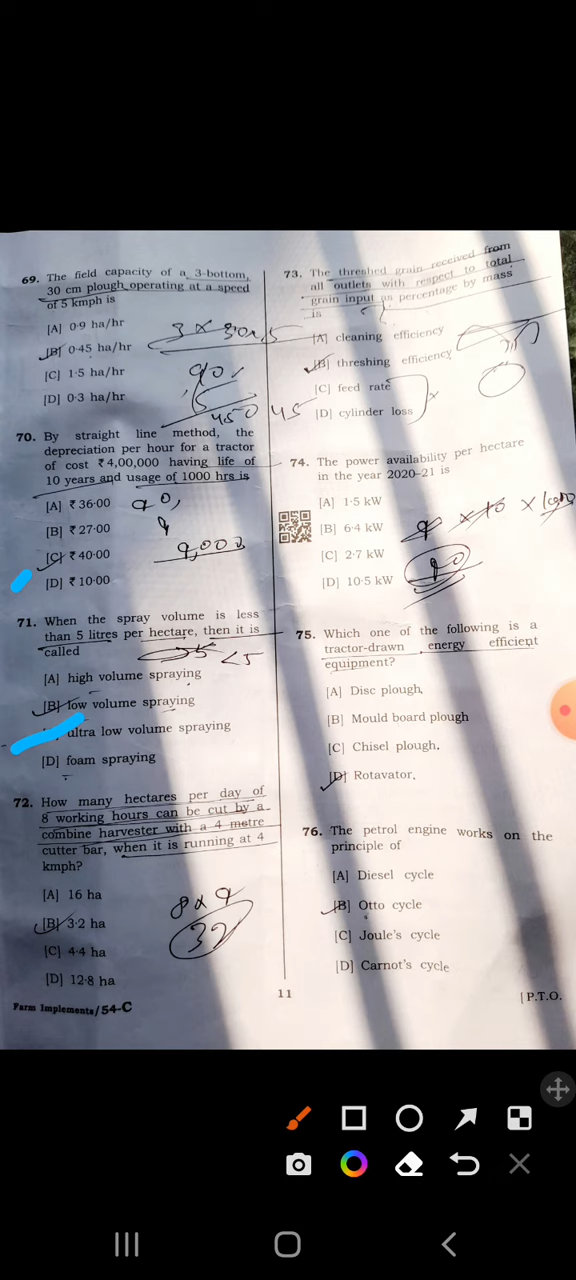 69. The field capacity of a 3-bottom,
30 cm plough operating at a speed
of 5 kmph is
[A] 0·9 ha/hr
[B] 0·45 ha/hr
[C] 1·5 ha/hr
[D] 0·3 ha/hr
3 x 30
90
450 45
70. By straight line method, the
depreciation per hour for a tractor
of cost ₹ 4,00,000 having life of
10 years and usage of 1000 hrs is
[A] ₹ 36·00
[B] ₹ 27·00
[C] ₹ 40·00
[D] ₹ 10·00
90
9,000
71. When the spray volume is less
than 5 litres per hectare, then it is
called
<5
[A] high volume spraying
[B] low volume spraying
ultra low volume spraying
[D] foam spraying
72. How many hectares per day of
8 working hours can be cut by a
combine harvester with a 4 metre
cutter bar, when it is running at 4
kmph?
[A] 16 ha
[B] 3·2 ha
[C] 4·4 ha
[D] 12·8 ha
32
Farm Implements/54-C
73. The threshed grain received from
all outlets with respect to total
grain input as percentage by mass
is
[A] cleaning efficiency
[B] threshing efficiency
[C] feed rate
[D] cylinder loss
74. The power availability per hectare
in the year 2020–21 is
[A] 1·5 kW
[B] 6·4 kW
[C] 2·7 kW
[D] 10·5 kW
75. Which one of the following is a
tractor-drawn energy efficient
equipment?
[A] Disc plough
[B] Mould board plough
[C] Chisel plough
[D] Rotavator
76. The petrol engine works on the
principle of
[A] Diesel cycle
[B] Otto cycle
[C] Joule's cycle
[D] Carnot's cycle
11
[ P.T.O.